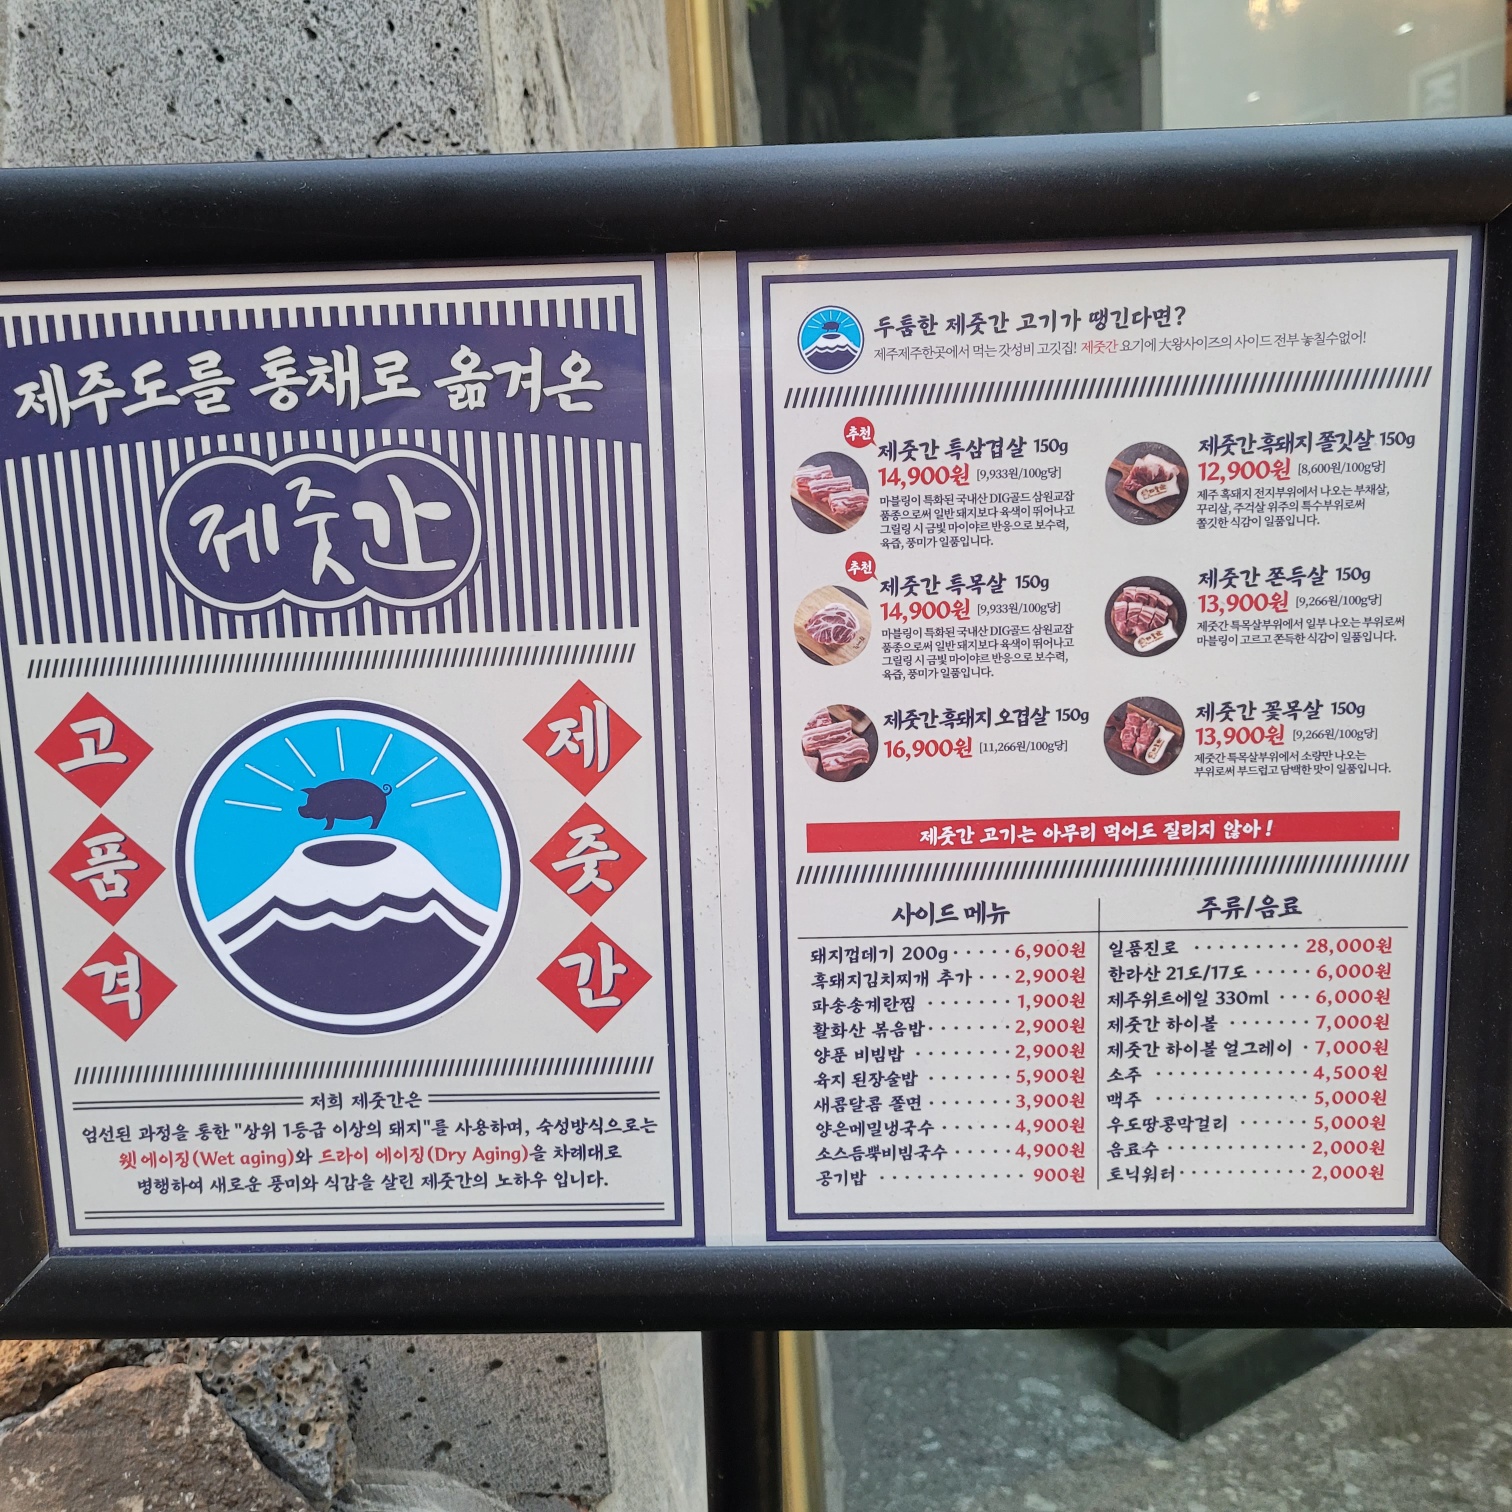 제주도를 통채로 옮겨온
제줏간
고품격
제줏간
저희 제줏간은
엄선된 과정을 통한 "상위 1등급 이상의 돼지"를 사용하며, 숙성방식으로는
웻 에이징(Wet aging)와 드라이 에이징(Dry Aging)을 차례대로
병행하여 새로운 풍미와 식감을 살린 제줏간의 노하우 입니다.
두툼한 제줏간 고기가 땡긴다면?
제주제주한곳에서 먹는 갓성비 고깃집! 제줏간 요기에 大왕사이즈의 사이드 전부 놓칠수없어!
추천
제줏간 특삼겹살 150g
14,900원 [9,933원/100g당]
마블링이 특화된 국내산 DIG골드 삼원교잡
품종으로써 일반 돼지보다 육색이 뛰어나고
그릴링 시 금빛 마이야르 반응으로 보수력,
육즙, 풍미가 일품입니다.
추천
제줏간 특목살 150g
14,900원 [9,933원/100g당]
마블링이 특화된 국내산 DIG골드 삼원교잡
품종으로써 일반 돼지보다 육색이 뛰어나고
그릴링 시 금빛 마이야르 반응으로 보수력,
육즙, 풍미가 일품입니다.
제줏간흑돼지오겹살 150g
16,900원 [11,266원/100g당]
제줏간흑돼지쫄깃살 150g
12,900원 [8,600원/100g당]
제주 흑돼지 전지부위에서 나오는 부채살,
꾸리살, 주걱살 위주의 특수부위로써
쫄깃한 식감이 일품입니다.
제줏간 쫀득살 150g
13,900원 [9,266원/100g당]
제줏간 특목살부위에서 일부 나오는 부위로써
마블링이 고르고 쫀득한 식감이 일품입니다.
제줏간 꽃목살 150g
13,900원 [9,266원/100g당]
제줏간 특목살부위에서 소량만 나오는
부위로써 부드럽고 담백한 맛이 일품입니다.
제줏간 고기는 아무리 먹어도 질리지 않아!
사이드 메뉴
돼지껍데기 200g ····· 6,900원
흑돼지김치찌개 추가 ··· 2,900원
파송송계란찜 ······· 1,900원
활화산 볶음밥 ······· 2,900원
양푼 비빔밥 ········ 2,900원
육지 된장술밥 ······· 5,900원
새콤달콤 쫄면 ······· 3,900원
양은메밀냉국수 ······ 4,900원
소스듬뿍비빔국수 ····· 4,900원
공기밥 ············ 900원
주류/음료
일품진로 ········· 28,000원
한라산 21도/17도 ····· 6,000원
제주위트에일 330ml ··· 6,000원
제줏간 하이볼 ······· 7,000원
제줏간 하이볼 얼그레이 · 7,000원
소주 ············ 4,500원
맥주 ············ 5,000원
우도땅콩막걸리 ······ 5,000원
음료수 ··········· 2,000원
토닉워터 ·········· 2,000원